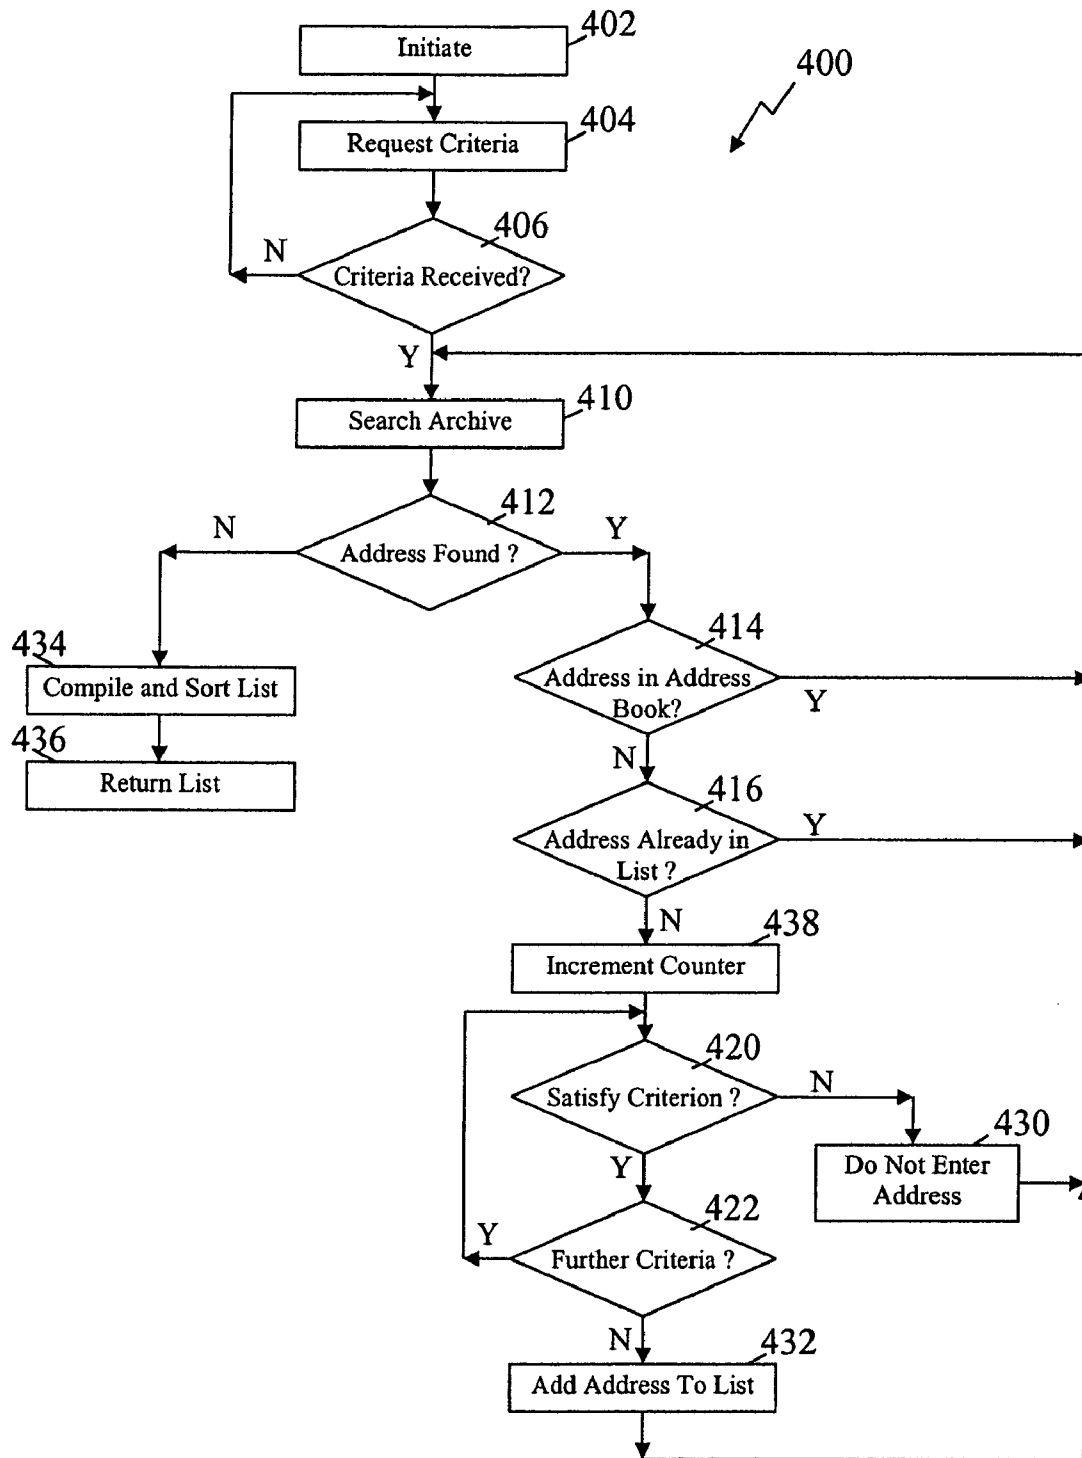 402
Initiate
400
404
Request Criteria
406
N
Criteria Received?
Y
410
Search Archive
412
N
Y
Address Found ?
414
434
Address in Address
Book?
Compile and Sort List
Y
436
N
Return List
416
Y
Address Already in
List ?
N
438
Increment Counter
420
N
Satisfy Criterion ?
430
Do Not Enter
Address
Y
422
Y
Further Criteria ?
N
432
Add Address To List